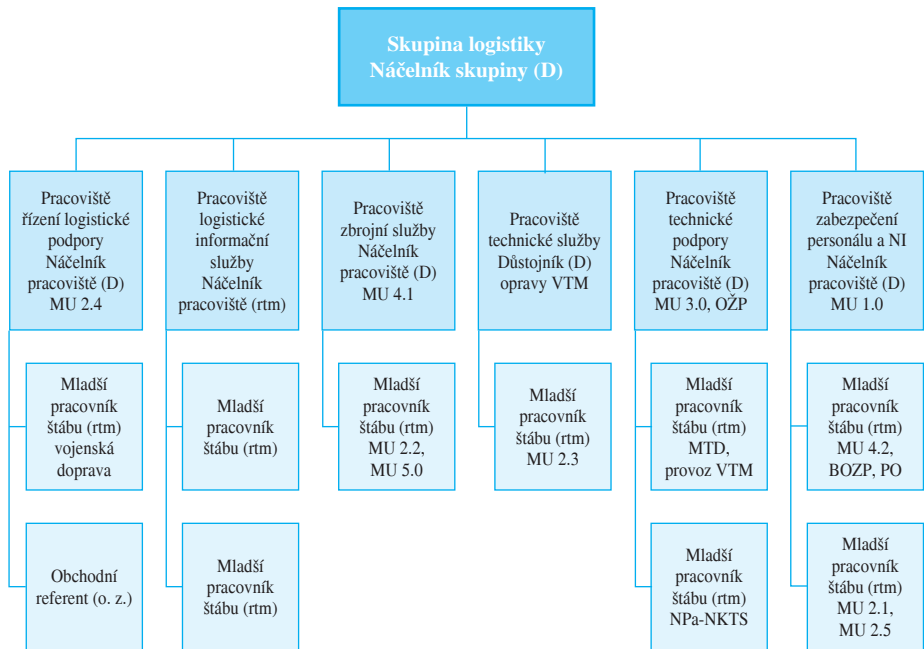 Skupina logistiky
Náčelník skupiny (D)
Pracoviště
řízení logistické
podpory
Náčelník
pracoviště (D)
MU 2.4
Pracoviště
logistické
informační
služby
Náčelník
pracoviště (rtm)
Pracoviště
zbrojní služby
Náčelník
pracoviště (D)
MU 4.1
Pracoviště
technické služby
Důstojník (D)
opravy VTM
Pracoviště
technické
podpory
Náčelník
pracoviště (D)
MU 3.0, OŽP
Pracoviště
zabezpečení
personálu a NI
Náčelník
pracoviště (D)
MU 1.0
Mladší
pracovník
štábu (rtm)
vojenská
doprava
Mladší
pracovník
štábu (rtm)
Mladší
pracovník
štábu (rtm)
MU 2.2,
MU 5.0
Mladší
pracovník
štábu (rtm)
MU 2.3
Mladší
pracovník
štábu (rtm)
MTD,
provoz VTM
Mladší
pracovník
štábu (rtm)
MU 4.2,
BOZP, PO
Obchodní
referent (o. z.)
Mladší
pracovník
štábu (rtm)
Mladší
pracovník
štábu (rtm)
NPa-NKTS
Mladší
pracovník
štábu (rtm)
MU 2.1,
MU 2.5